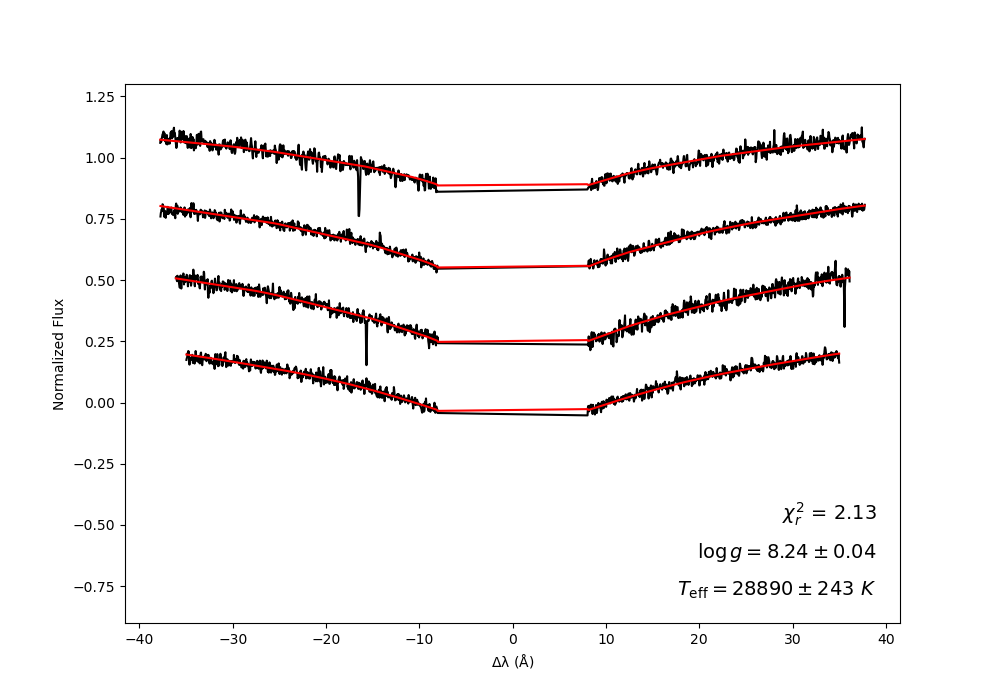 1.25
1.00
0.75
0.50
0.25
0.00
−0.25
−0.50
−0.75
Normalized Flux
χ²ᵣ = 2.13
log g = 8.24 ± 0.04
T_eff = 28890 ± 243 K
−40 −30 −20 −10 0 10 20 30 40
Δλ (Å)